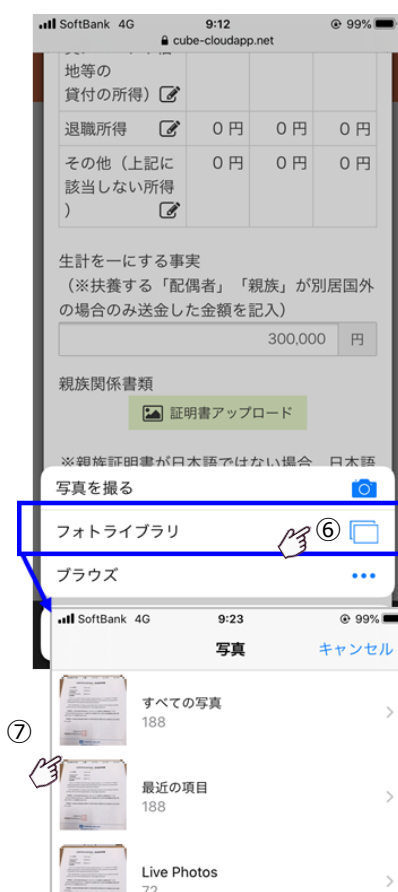 SoftBank 4G 9:12 99%
cube-cloudapp.net
地等の
貸付の所得)
退職所得 0 円 0 円 0 円
その他（上記に 0 円 0 円 0 円
該当しない所得
)
生計を一にする事実
（※扶養する「配偶者」「親族」が別居国外
の場合のみ送金した金額を記入）
300,000 円
親族関係書類
証明書アップロード
※親族証明書が日本語ではない場合、日本語
写真を撮る
フォトライブラリ ⑥
ブラウズ
SoftBank 4G 9:23 99%
写真 キャンセル
すべての写真
188
⑦
最近の項目
188
Live Photos
72